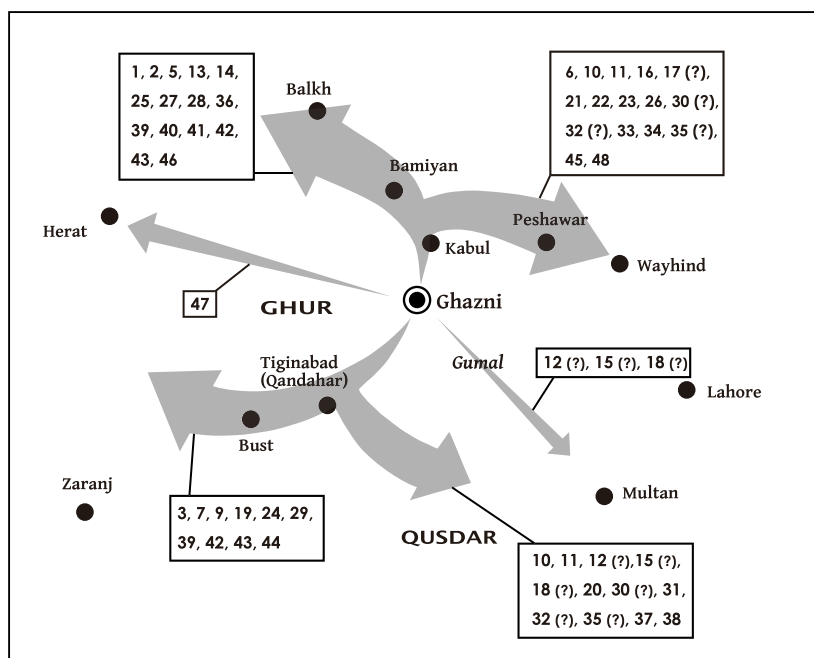 1, 2, 5, 13, 14,
25, 27, 28, 36,
39, 40, 41, 42,
43, 46
Balkh
6, 10, 11, 16, 17 (?),
21, 22, 23, 26, 30 (?),
32 (?), 33, 34, 35 (?),
45, 48
Bamiyan
Herat
Peshawar
Kabul
Wayhind
47
GHUR
Ghazni
Tiginabad
(Qandahar)
Gumal
12 (?), 15 (?), 18 (?)
Lahore
Bust
Zaranj
Multan
3, 7, 9, 19, 24, 29,
39, 42, 43, 44
QUSDAR
10, 11, 12 (?),15 (?),
18 (?), 20, 30 (?), 31,
32 (?), 35 (?), 37, 38